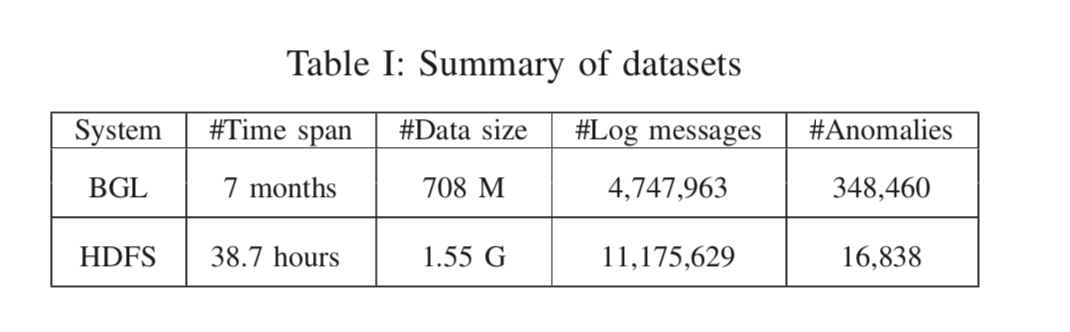 Table I: Summary of datasets
System #Time span #Data size #Log messages #Anomalies
BGL 7 months 708 M 4,747,963 348,460
HDFS 38.7 hours 1.55 G 11,175,629 16,838